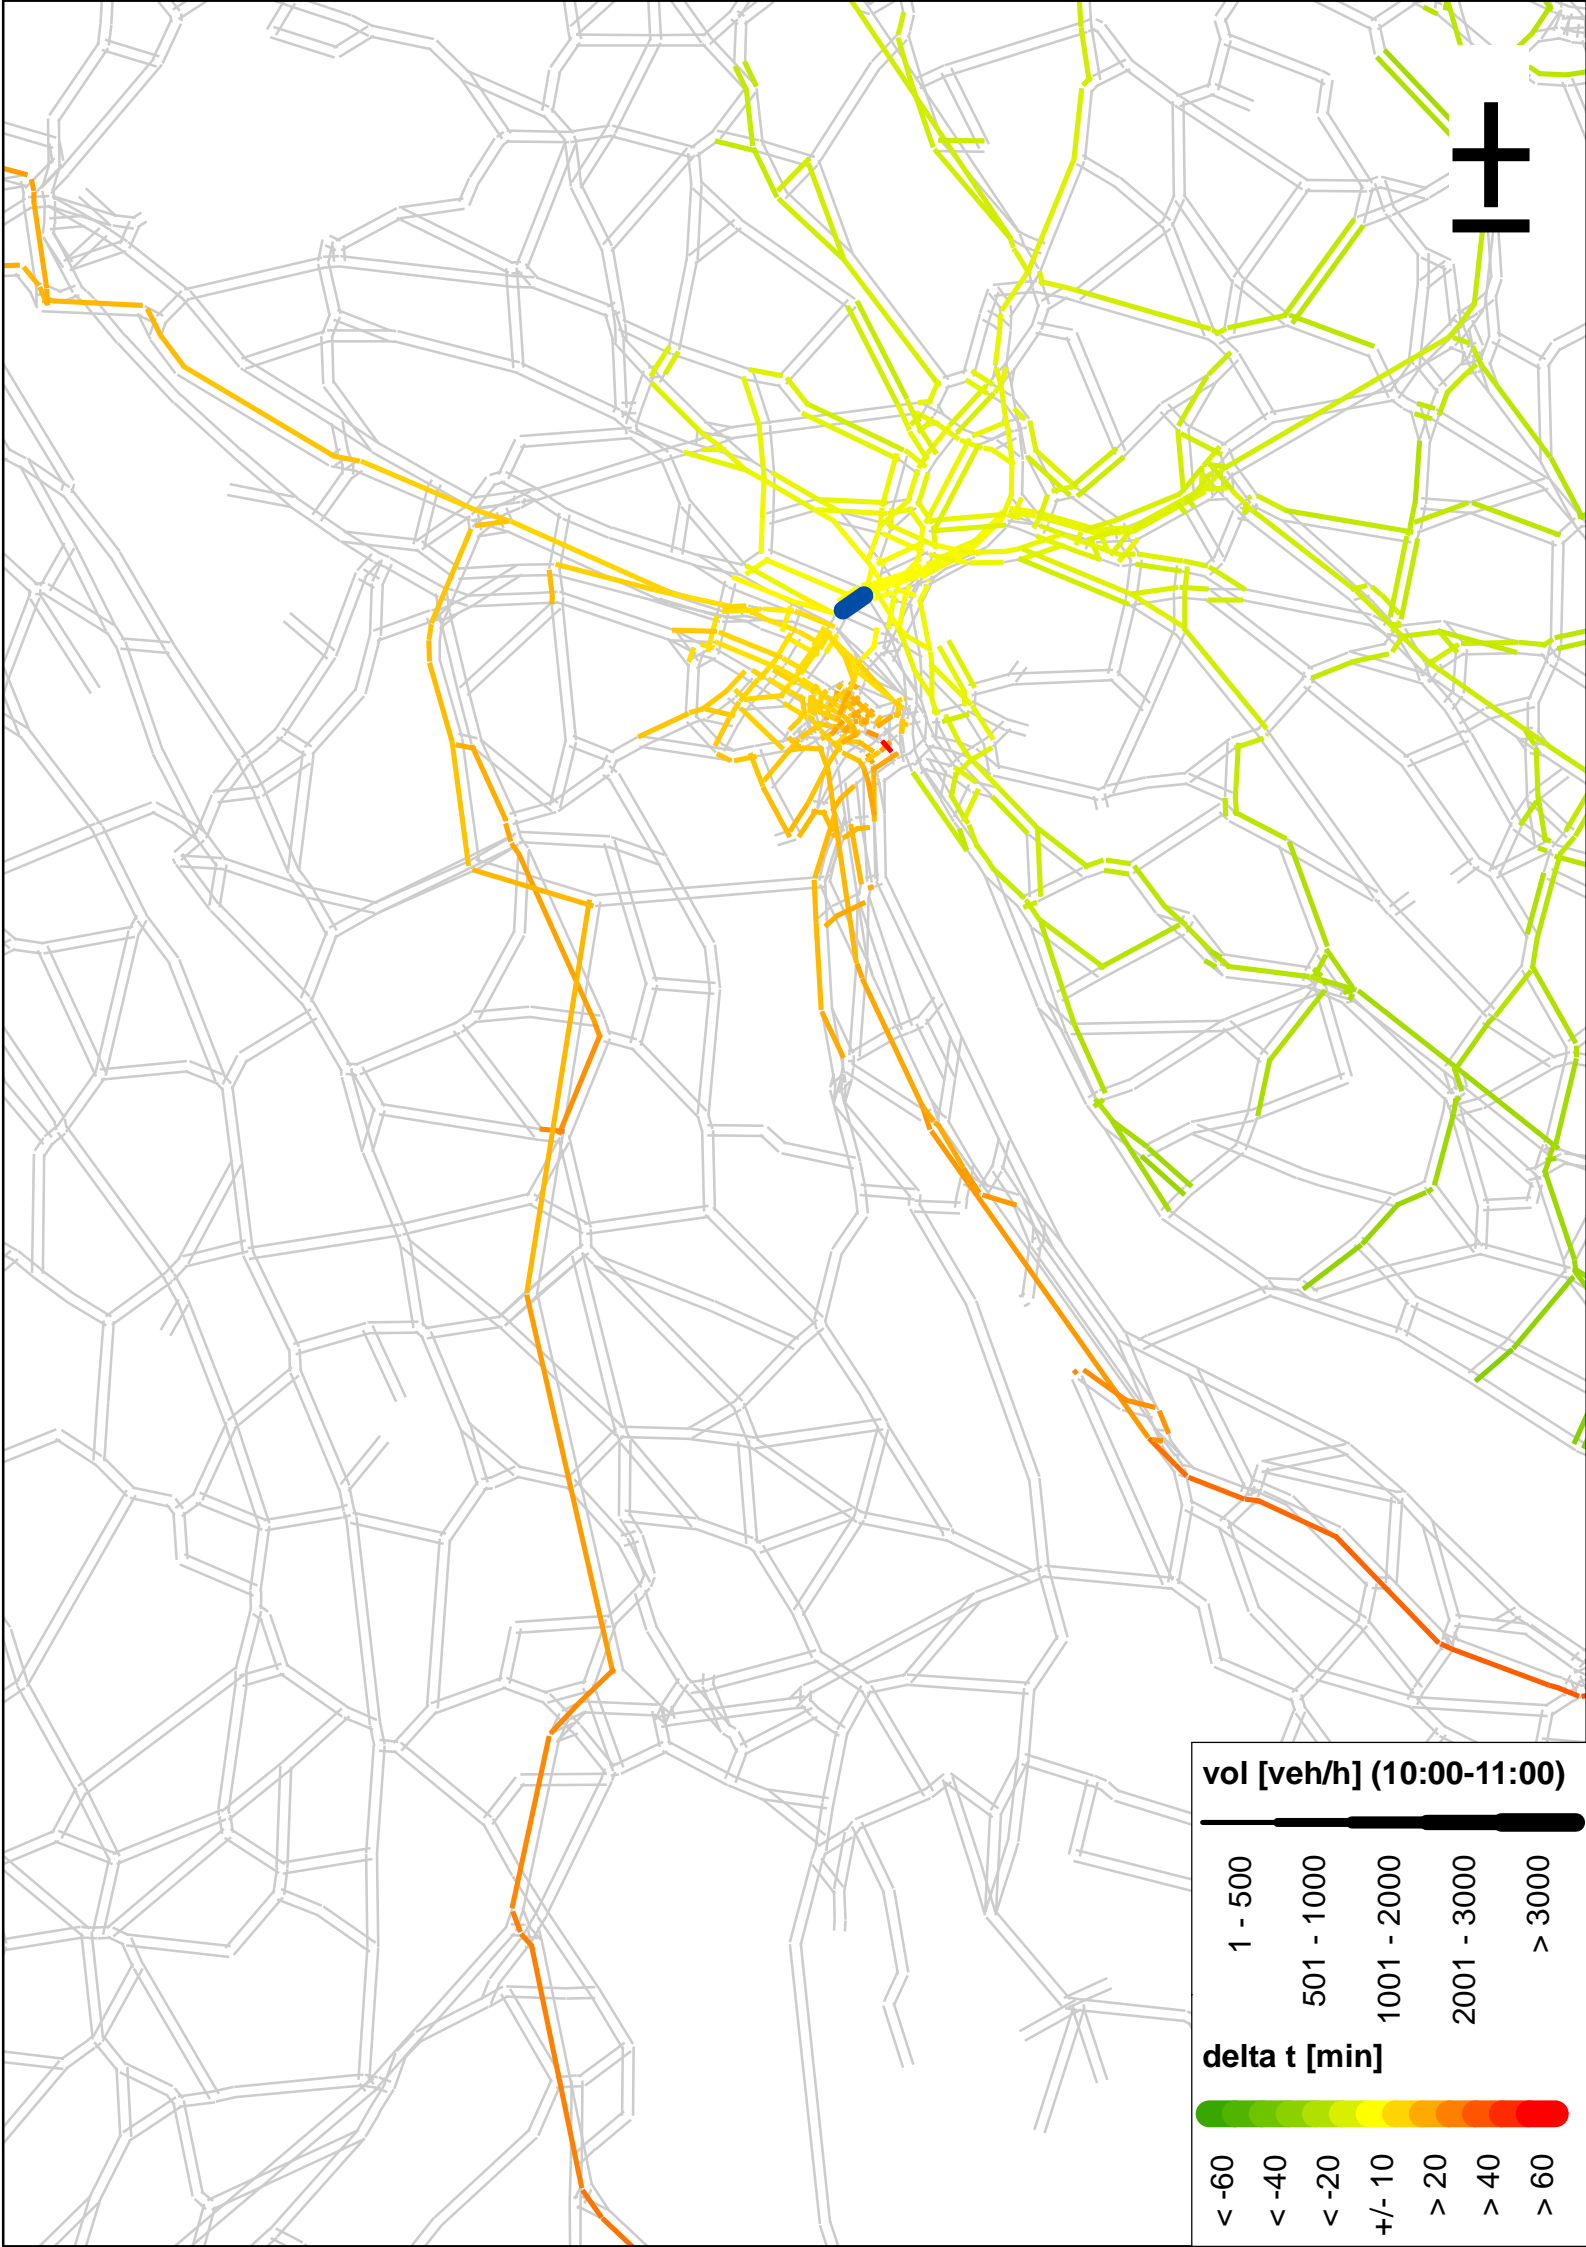 vol [veh/h] (10:00-11:00)
1 - 500
501 - 1000
1001 - 2000
2001 - 3000
> 3000
delta t [min]
< -60
< -40
< -20
+/- 10
> 20
> 40
> 60